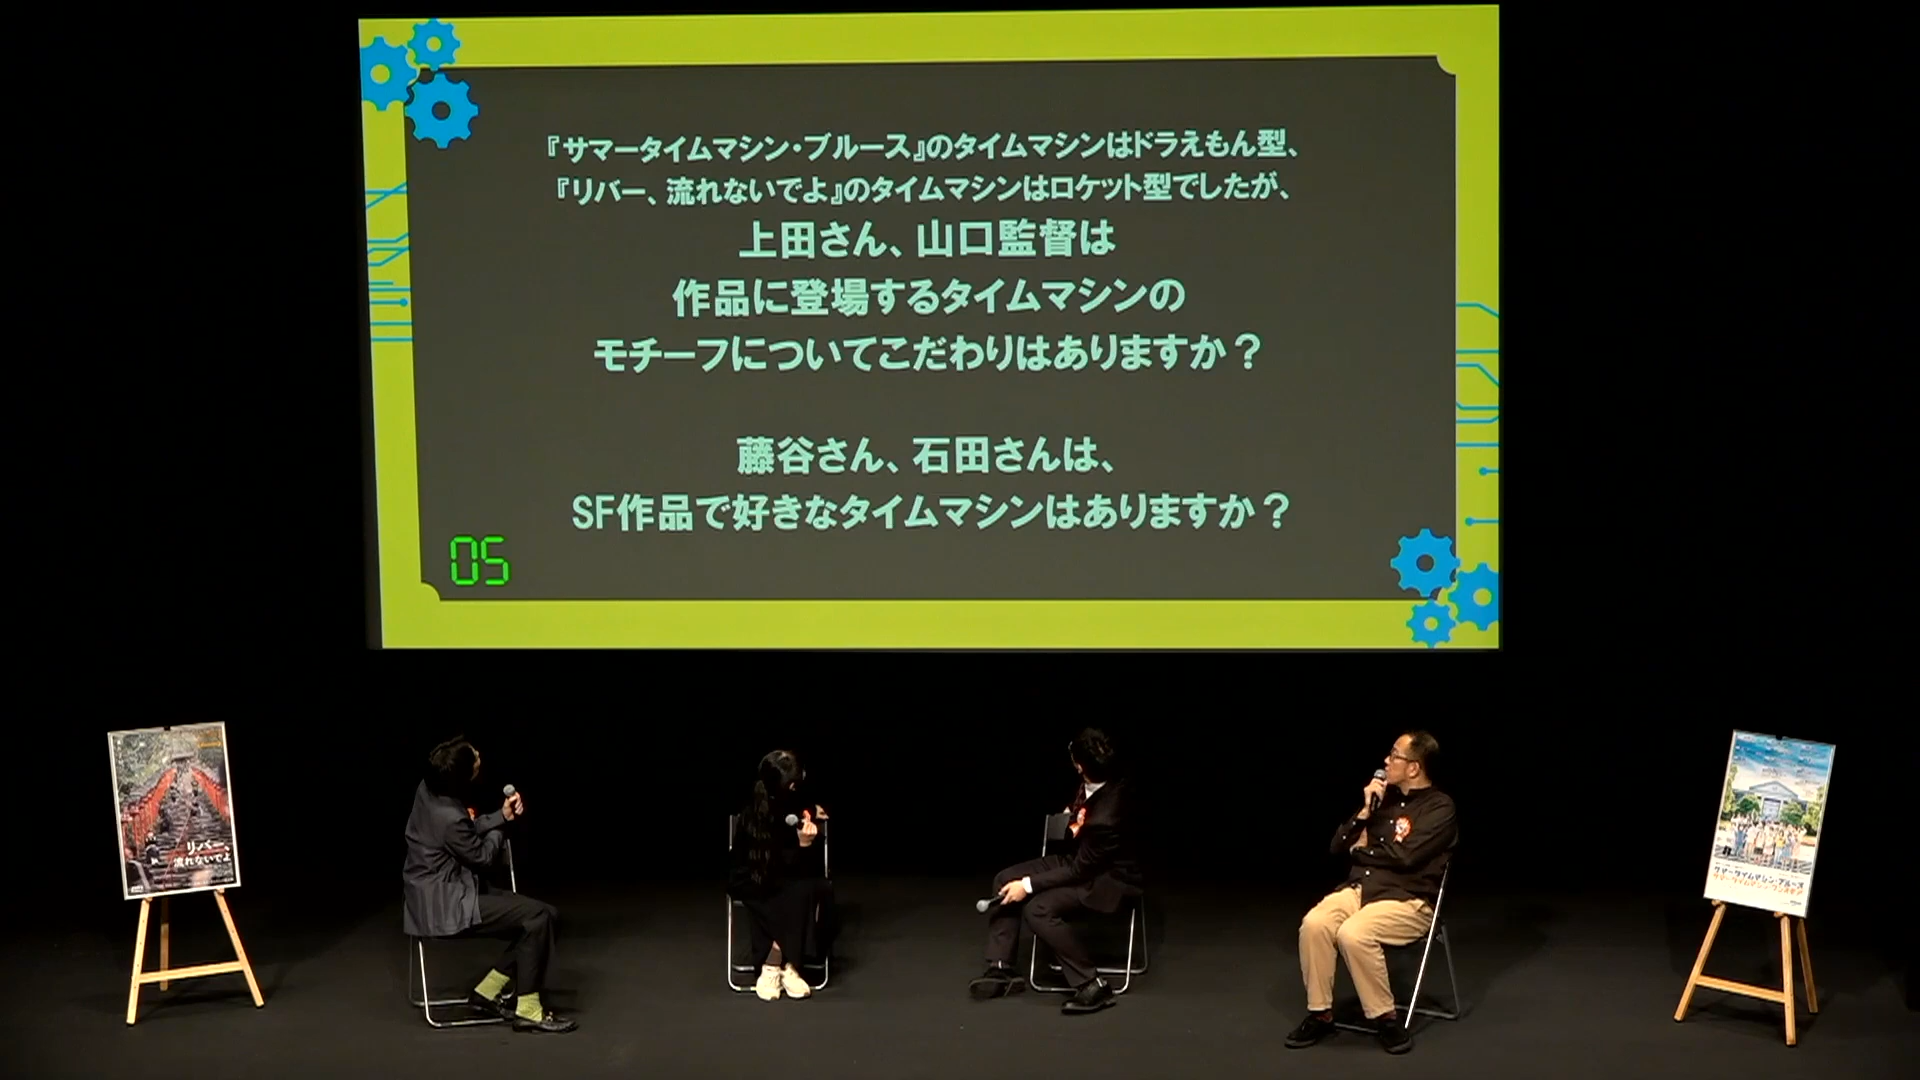 『サマータイムマシン・ブルース』のタイムマシンはドラえもん型、
『リバー、流れないでよ』のタイムマシンはロケット型でしたが、
上田さん、山口監督は
作品に登場するタイムマシンの
モチーフについてこだわりはありますか？
藤谷さん、石田さんは、
SF作品で好きなタイムマシンはありますか？
05
リバー、
流れないでよ
サマータイムマシン・ブルース